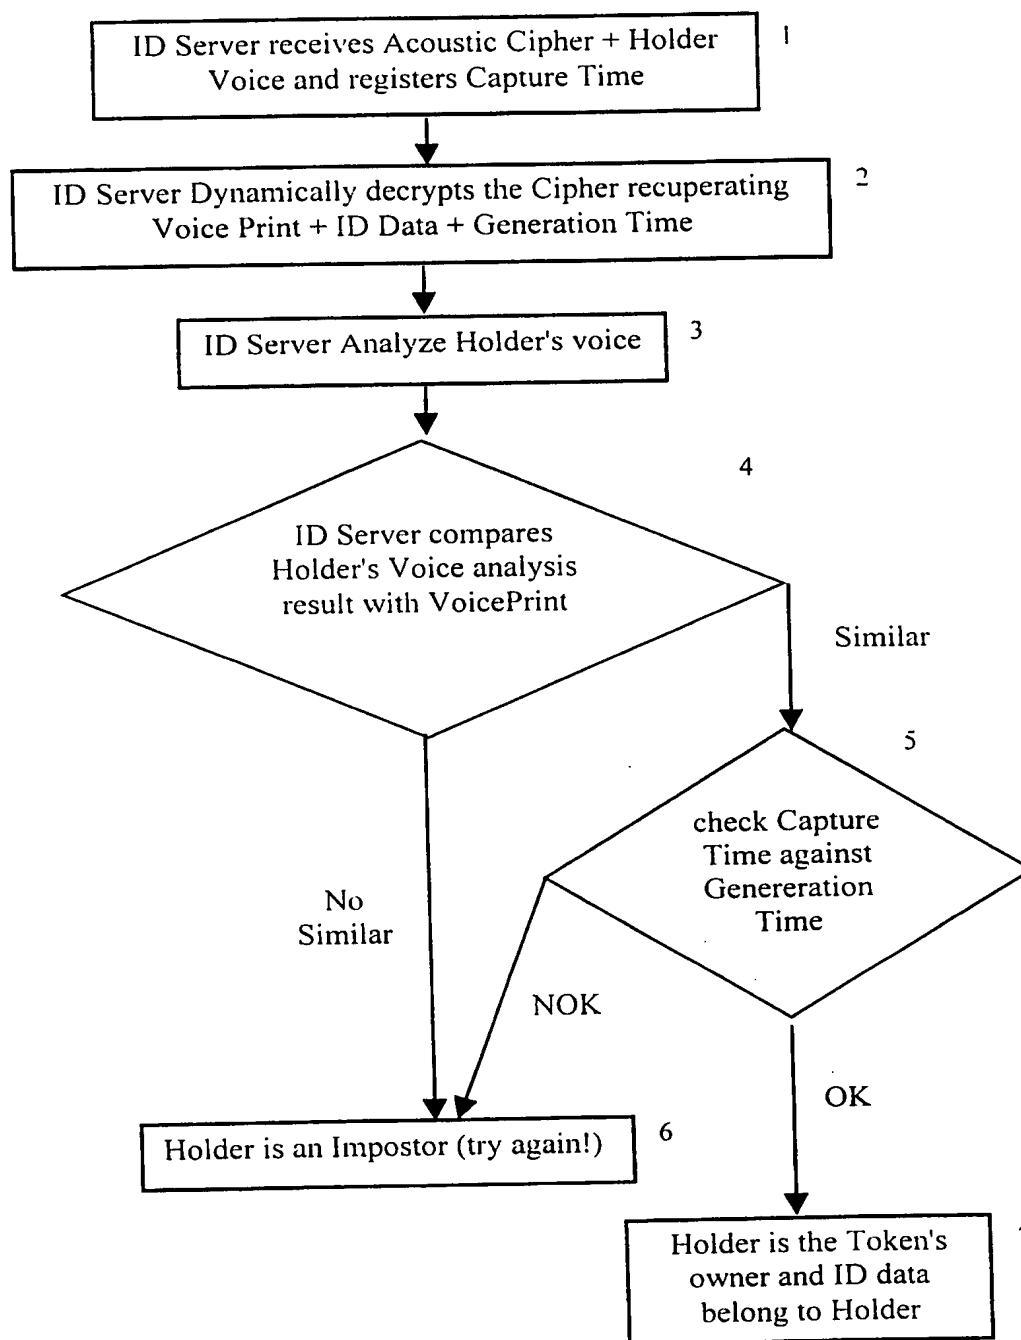 ID Server receives Acoustic Cipher + Holder
Voice and registers Capture Time
1
ID Server Dynamically decrypts the Cipher recuperating
Voice Print + ID Data + Generation Time
2
ID Server Analyze Holder's voice
3
4
ID Server compares
Holder's Voice analysis
result with VoicePrint
Similar
5
check Capture
Time against
Genereration
Time
No
Similar
NOK
OK
Holder is an Impostor (try again!)
6
Holder is the Token's
owner and ID data
belong to Holder